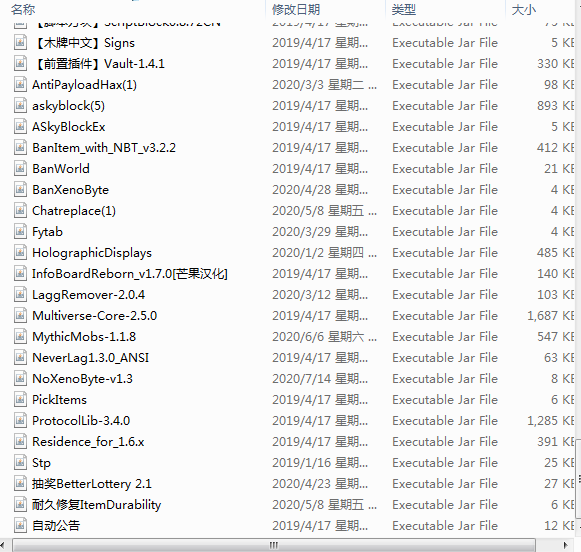 名称 修改日期 类型 大小
【脚本方块】Scriptblock0.8.72CN 2019/4/17 星期... Executable Jar File 75 KB
【木牌中文】Signs 2019/4/17 星期... Executable Jar File 5 KB
【前置插件】Vault-1.4.1 2019/4/17 星期... Executable Jar File 330 KB
AntiPayloadHax(1) 2020/3/3 星期二 ... Executable Jar File 98 KB
askyblock(5) 2019/4/17 星期... Executable Jar File 893 KB
ASkyBlockEx 2019/4/17 星期... Executable Jar File 5 KB
BanItem_with_NBT_v3.2.2 2019/4/17 星期... Executable Jar File 412 KB
BanWorld 2019/4/17 星期... Executable Jar File 21 KB
BanXenoByte 2020/4/28 星期... Executable Jar File 4 KB
Chatreplace(1) 2020/5/8 星期五 ... Executable Jar File 4 KB
Fytab 2020/3/29 星期... Executable Jar File 4 KB
HolographicDisplays 2020/1/2 星期四 ... Executable Jar File 485 KB
InfoBoardReborn_v1.7.0[芒果汉化] 2019/4/17 星期... Executable Jar File 140 KB
LaggRemover-2.0.4 2020/3/12 星期... Executable Jar File 103 KB
Multiverse-Core-2.5.0 2019/4/17 星期... Executable Jar File 1,687 KB
MythicMobs-1.1.8 2020/6/6 星期六 ... Executable Jar File 547 KB
NeverLag1.3.0_ANSI 2019/4/17 星期... Executable Jar File 63 KB
NoXenoByte-v1.3 2020/7/14 星期... Executable Jar File 8 KB
PickItems 2019/4/17 星期... Executable Jar File 6 KB
ProtocolLib-3.4.0 2019/4/17 星期... Executable Jar File 1,285 KB
Residence_for_1.6.x 2019/4/17 星期... Executable Jar File 391 KB
Stp 2019/1/16 星期... Executable Jar File 25 KB
抽奖BetterLottery 2.1 2020/4/23 星期... Executable Jar File 27 KB
耐久修复ItemDurability 2020/5/8 星期五 ... Executable Jar File 6 KB
自动公告 2019/4/17 星期... Executable Jar File 12 KB